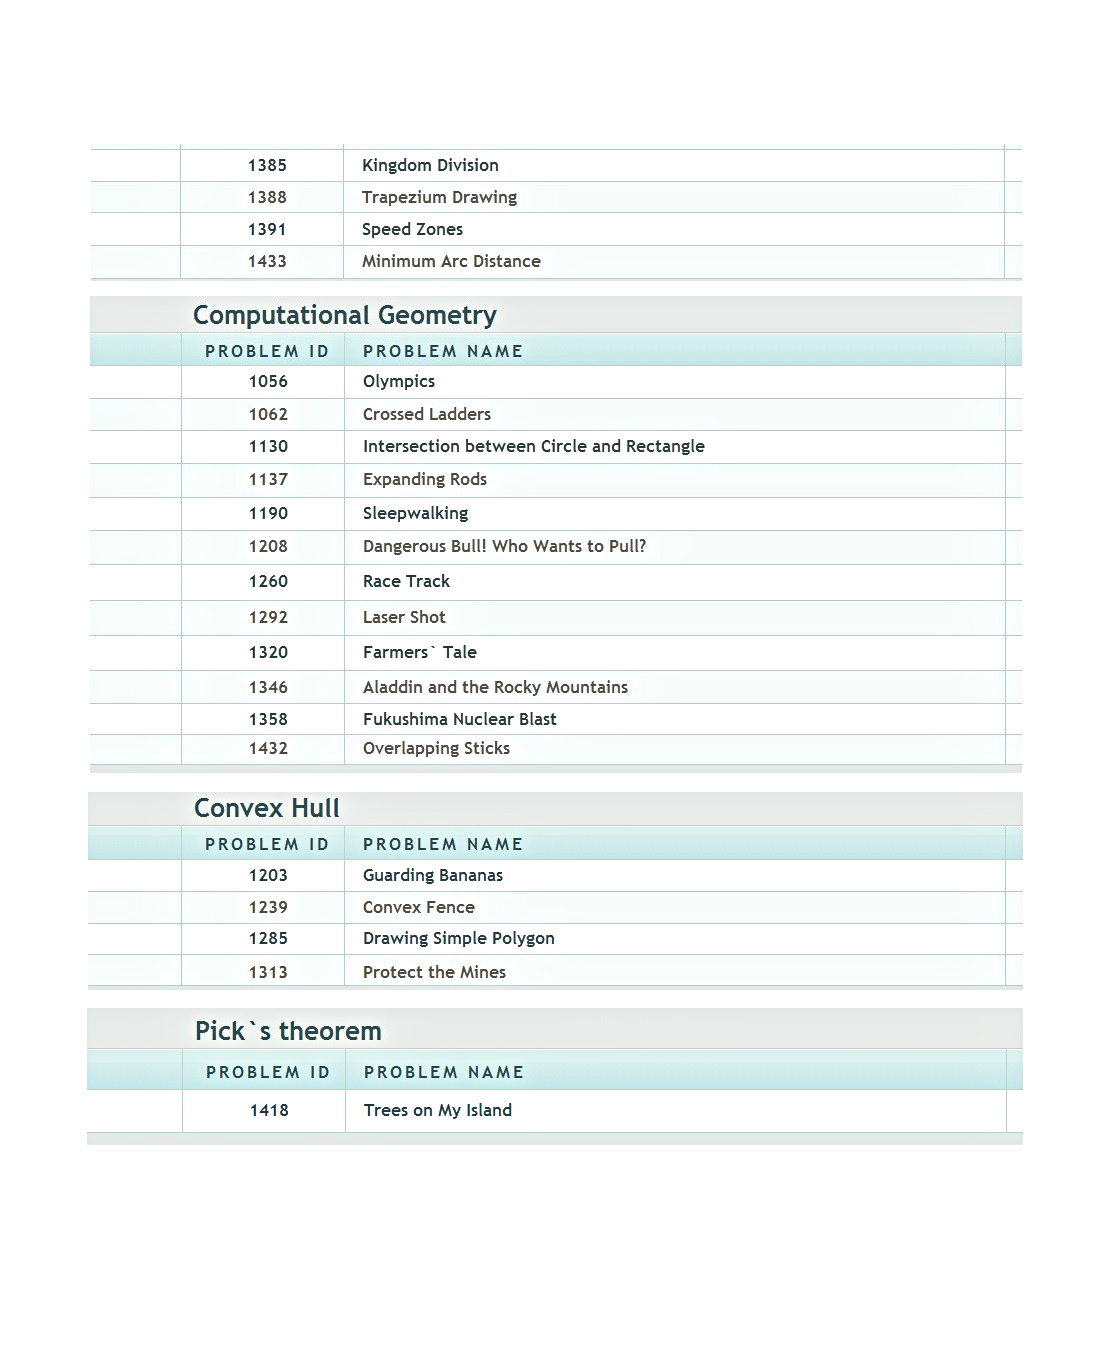 1385 Kingdom Division
1388 Trapezium Drawing
1391 Speed Zones
1433 Minimum Arc Distance
Computational Geometry
PROBLEM ID PROBLEM NAME
1056 Olympics
1062 Crossed Ladders
1130 Intersection between Circle and Rectangle
1137 Expanding Rods
1190 Sleepwalking
1208 Dangerous Bull! Who Wants to Pull?
1260 Race Track
1292 Laser Shot
1320 Farmers` Tale
1346 Aladdin and the Rocky Mountains
1358 Fukushima Nuclear Blast
1432 Overlapping Sticks
Convex Hull
PROBLEM ID PROBLEM NAME
1203 Guarding Bananas
1239 Convex Fence
1285 Drawing Simple Polygon
1313 Protect the Mines
Pick`s theorem
PROBLEM ID PROBLEM NAME
1418 Trees on My Island